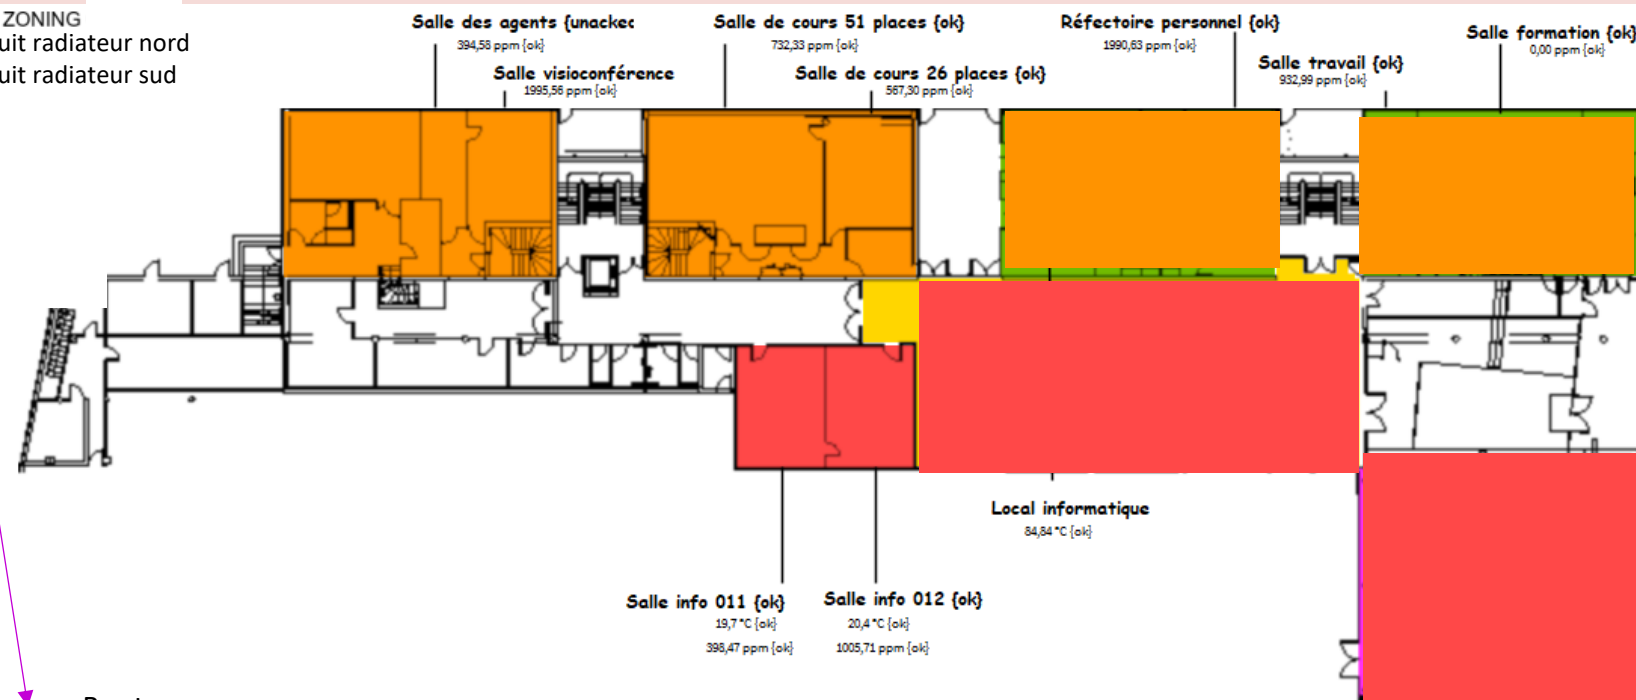 ZONING
uit radiateur nord
uit radiateur sud
Salle des agents {unackec
394,58 ppm {ok}
Salle visioconférence
1995,56 ppm {ok}
Salle de cours 51 places {ok}
732,33 ppm {ok}
Salle de cours 26 places {ok}
567,30 ppm {ok}
Réfectoire personnel {ok}
1990,63 ppm {ok}
Salle travail {ok}
932,99 ppm {ok}
Salle formation {ok}
0,00 ppm {ok}
Local informatique
84,84 °C {ok}
Salle info 011 {ok}
19,7 °C {ok}
398,47 ppm {ok}
Salle info 012 {ok}
20,4 °C {ok}
1005,71 ppm {ok}